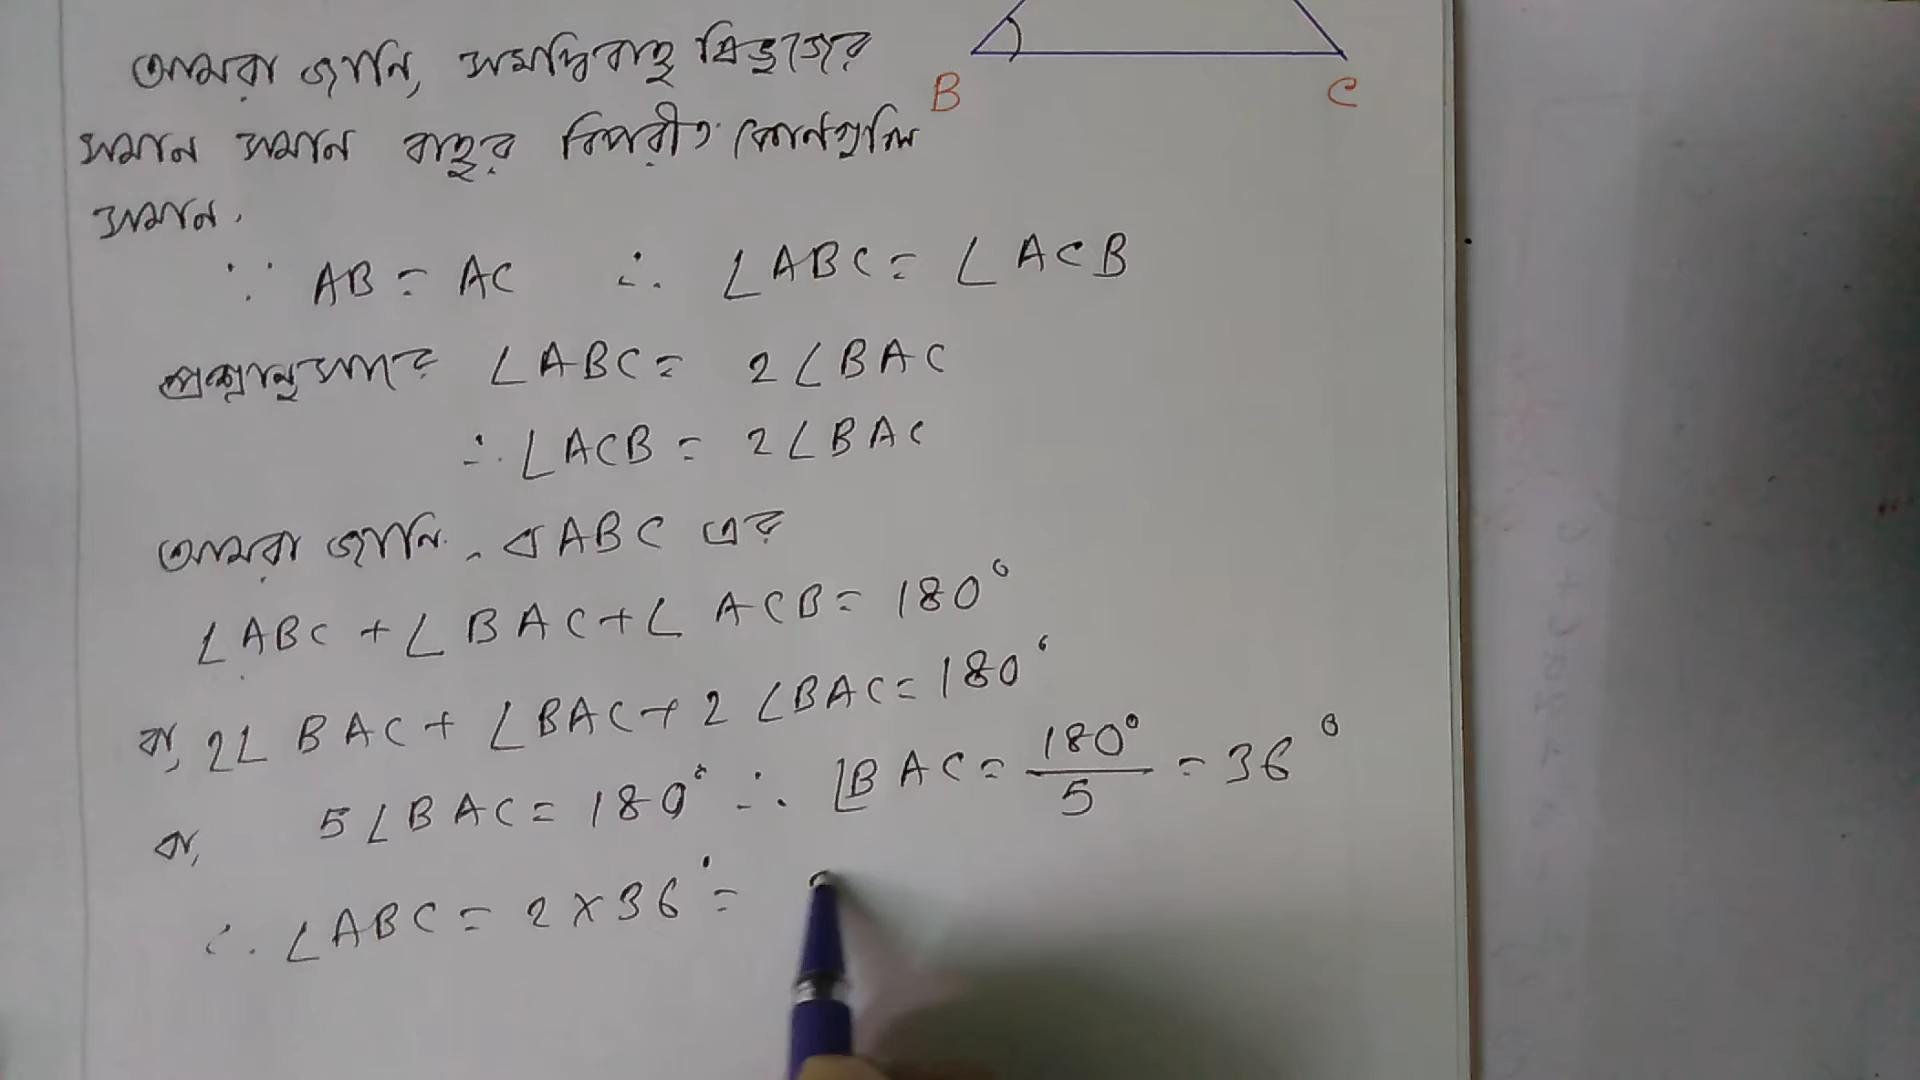 B C
আমরা জানি, সমদ্বিবাহু ত্রিভুজের
সমান সমান বাহুর বিপরীত কোনগুলি
সমান.
∵ AB = AC ∴ ∠ABC = ∠ACB
প্রশ্নানুসারে ∠ABC = 2∠BAC
∴ ∠ACB = 2∠BAC
আমরা জানি. △ABC এর
∠ABC + ∠BAC + ∠ACB = 180°
বা, 2∠BAC + ∠BAC + 2∠BAC = 180°
বা, 5∠BAC = 180° ∴ ∠BAC = 180°/5 = 36°
∴ ∠ABC = 2 × 36° =